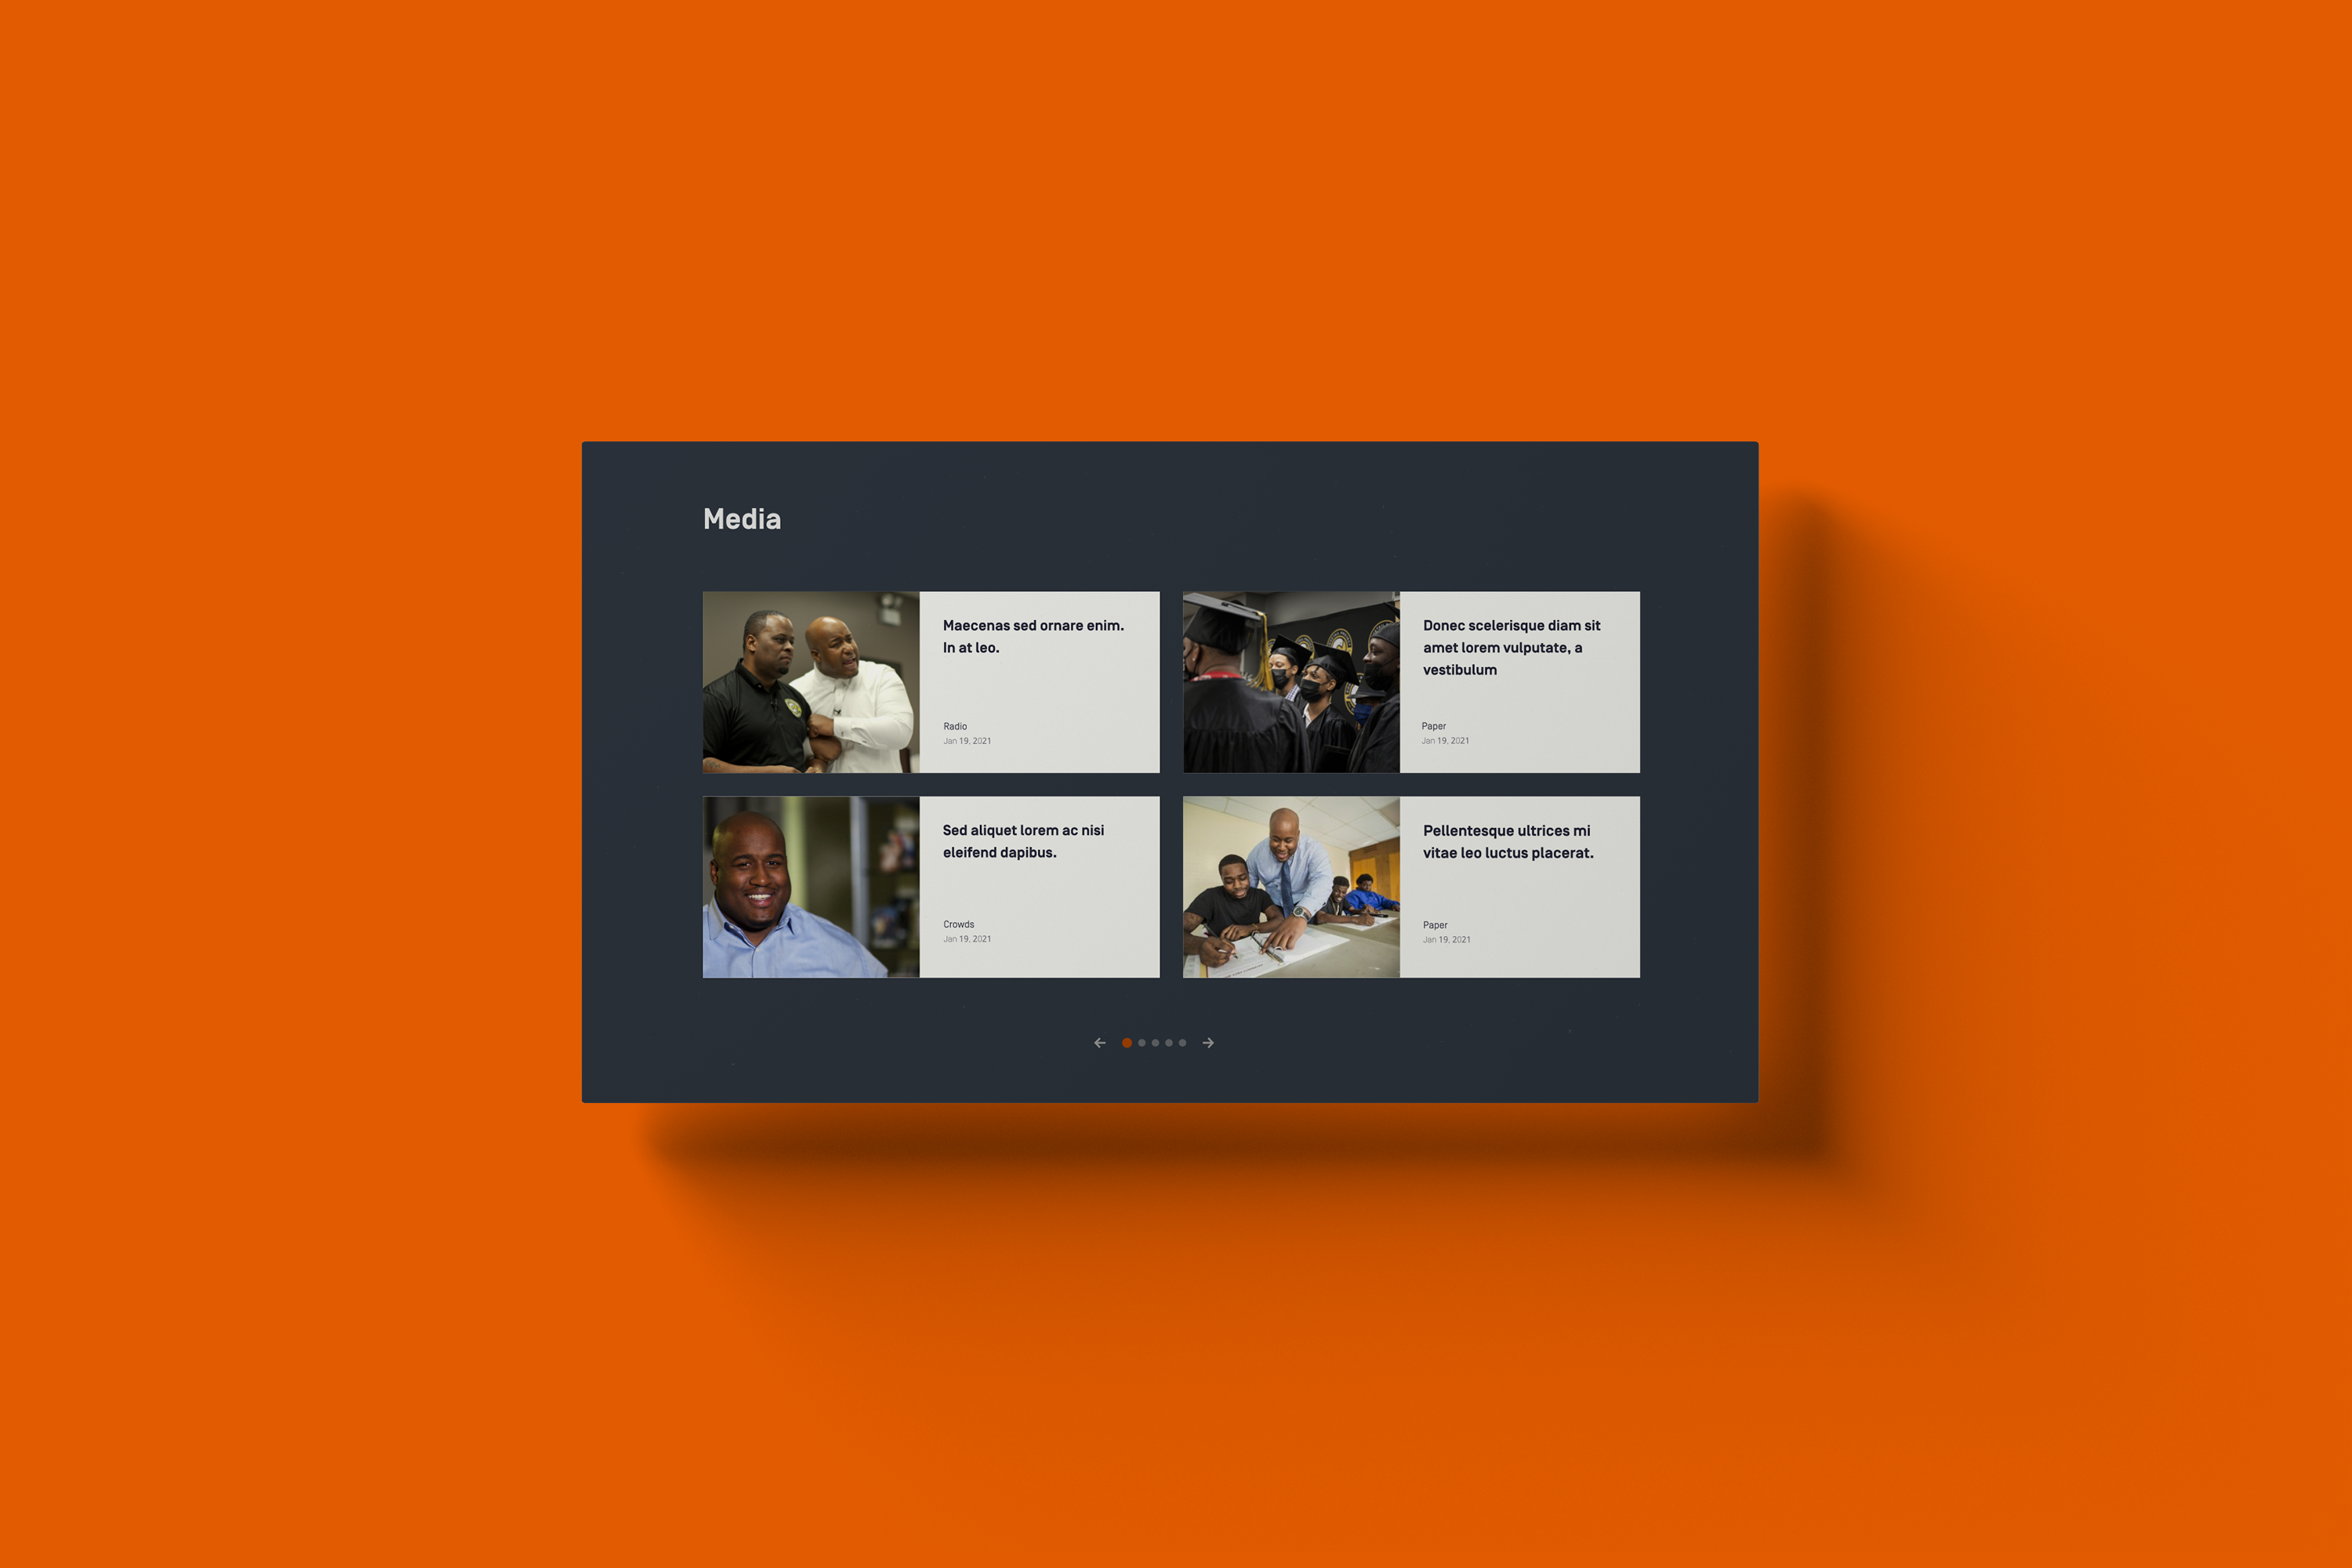 Media
Maecenas sed ornare enim.
In at leo.
Radio
Jan 19, 2021
Donec scelerisque diam sit
amet lorem vulputate, a
vestibulum
Paper
Jan 19, 2021
Sed aliquet lorem ac nisi
eleifend dapibus.
Crowds
Jan 19, 2021
Pellentesque ultrices mi
vitae leo luctus placerat.
Paper
Jan 19, 2021